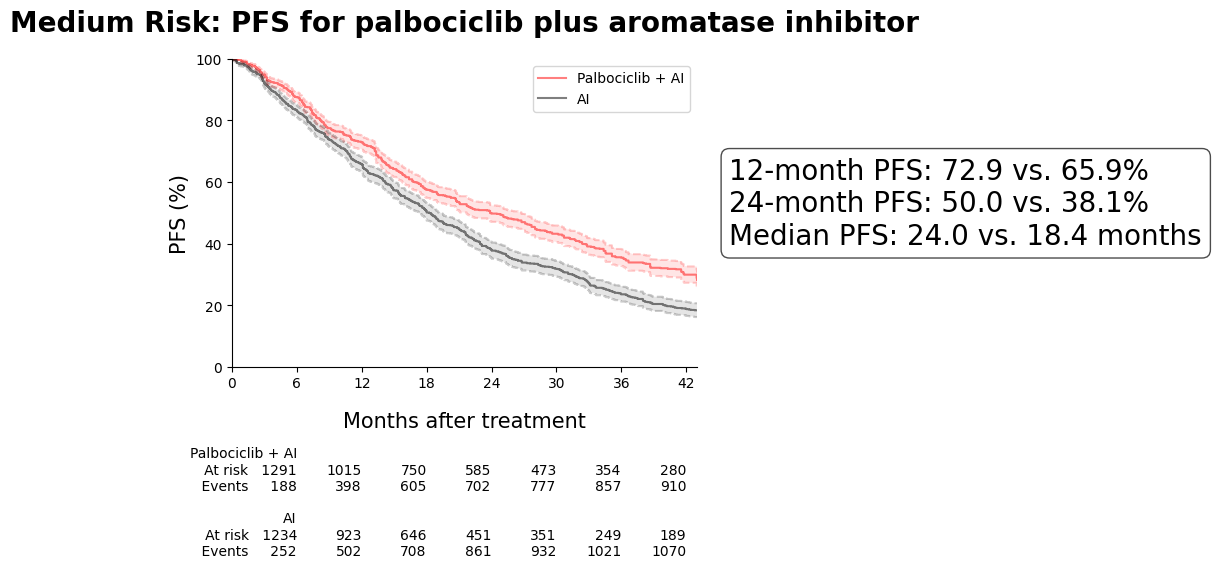 Medium Risk: PFS for palbociclib plus aromatase inhibitor
100
80
60
40
20
0
PFS (%)
Palbociclib + AI
AI
0 6 12 18 24 30 36 42
Months after treatment
12-month PFS: 72.9 vs. 65.9%
24-month PFS: 50.0 vs. 38.1%
Median PFS: 24.0 vs. 18.4 months
Palbociclib + AI
At risk 1291 1015 750 585 473 354 280
Events 188 398 605 702 777 857 910
AI
At risk 1234 923 646 451 351 249 189
Events 252 502 708 861 932 1021 1070